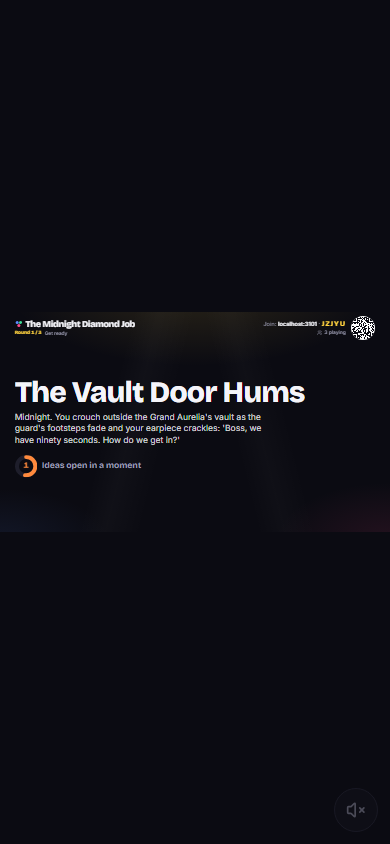 The Midnight Diamond Job
Join: localhost:3101 · JZJYU
Round 1 / 3 Get ready
3 playing
The Vault Door Hums
Midnight. You crouch outside the Grand Aurelia's vault as the
guard's footsteps fade and your earpiece crackles: 'Boss, we
have ninety seconds. How do we get in?'
1 Ideas open in a moment